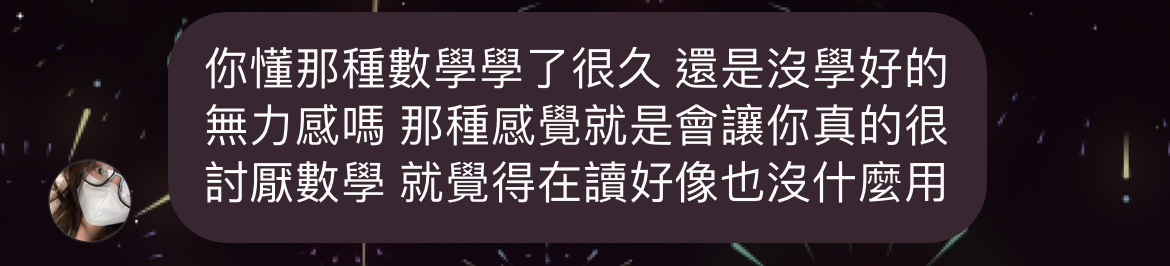 你懂那種數學學了很久 還是沒學好的
無力感嗎 那種感覺就是會讓你真的很
討厭數學 就覺得在讀好像也沒什麼用